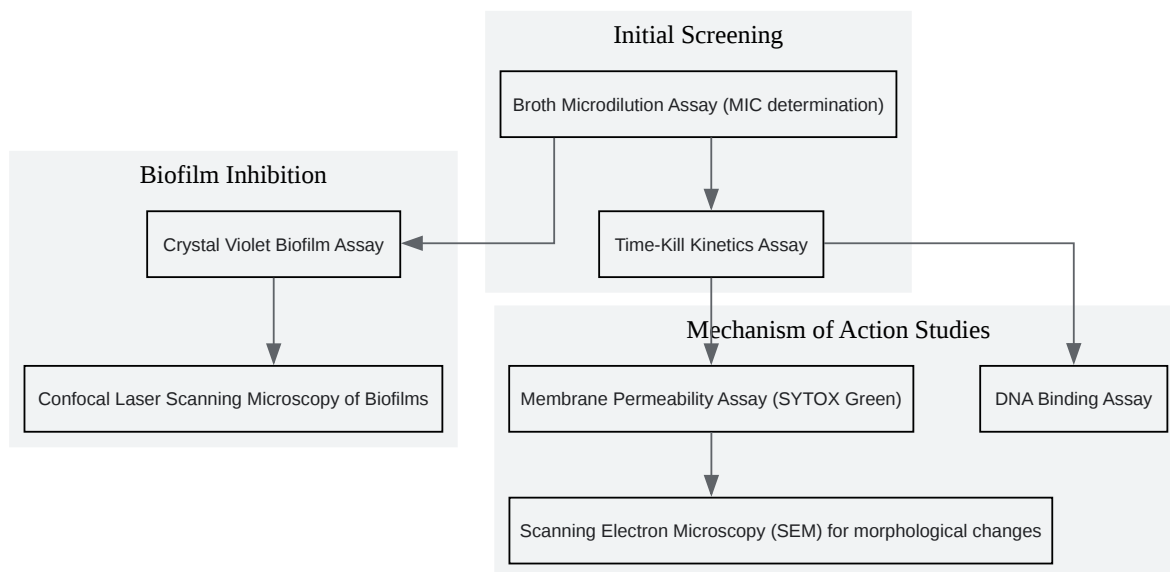 Initial Screening
Broth Microdilution Assay (MIC determination)
Biofilm Inhibition
Crystal Violet Biofilm Assay
Time-Kill Kinetics Assay
Mechanism of Action Studies
Confocal Laser Scanning Microscopy of Biofilms
Membrane Permeability Assay (SYTOX Green)
DNA Binding Assay
Scanning Electron Microscopy (SEM) for morphological changes